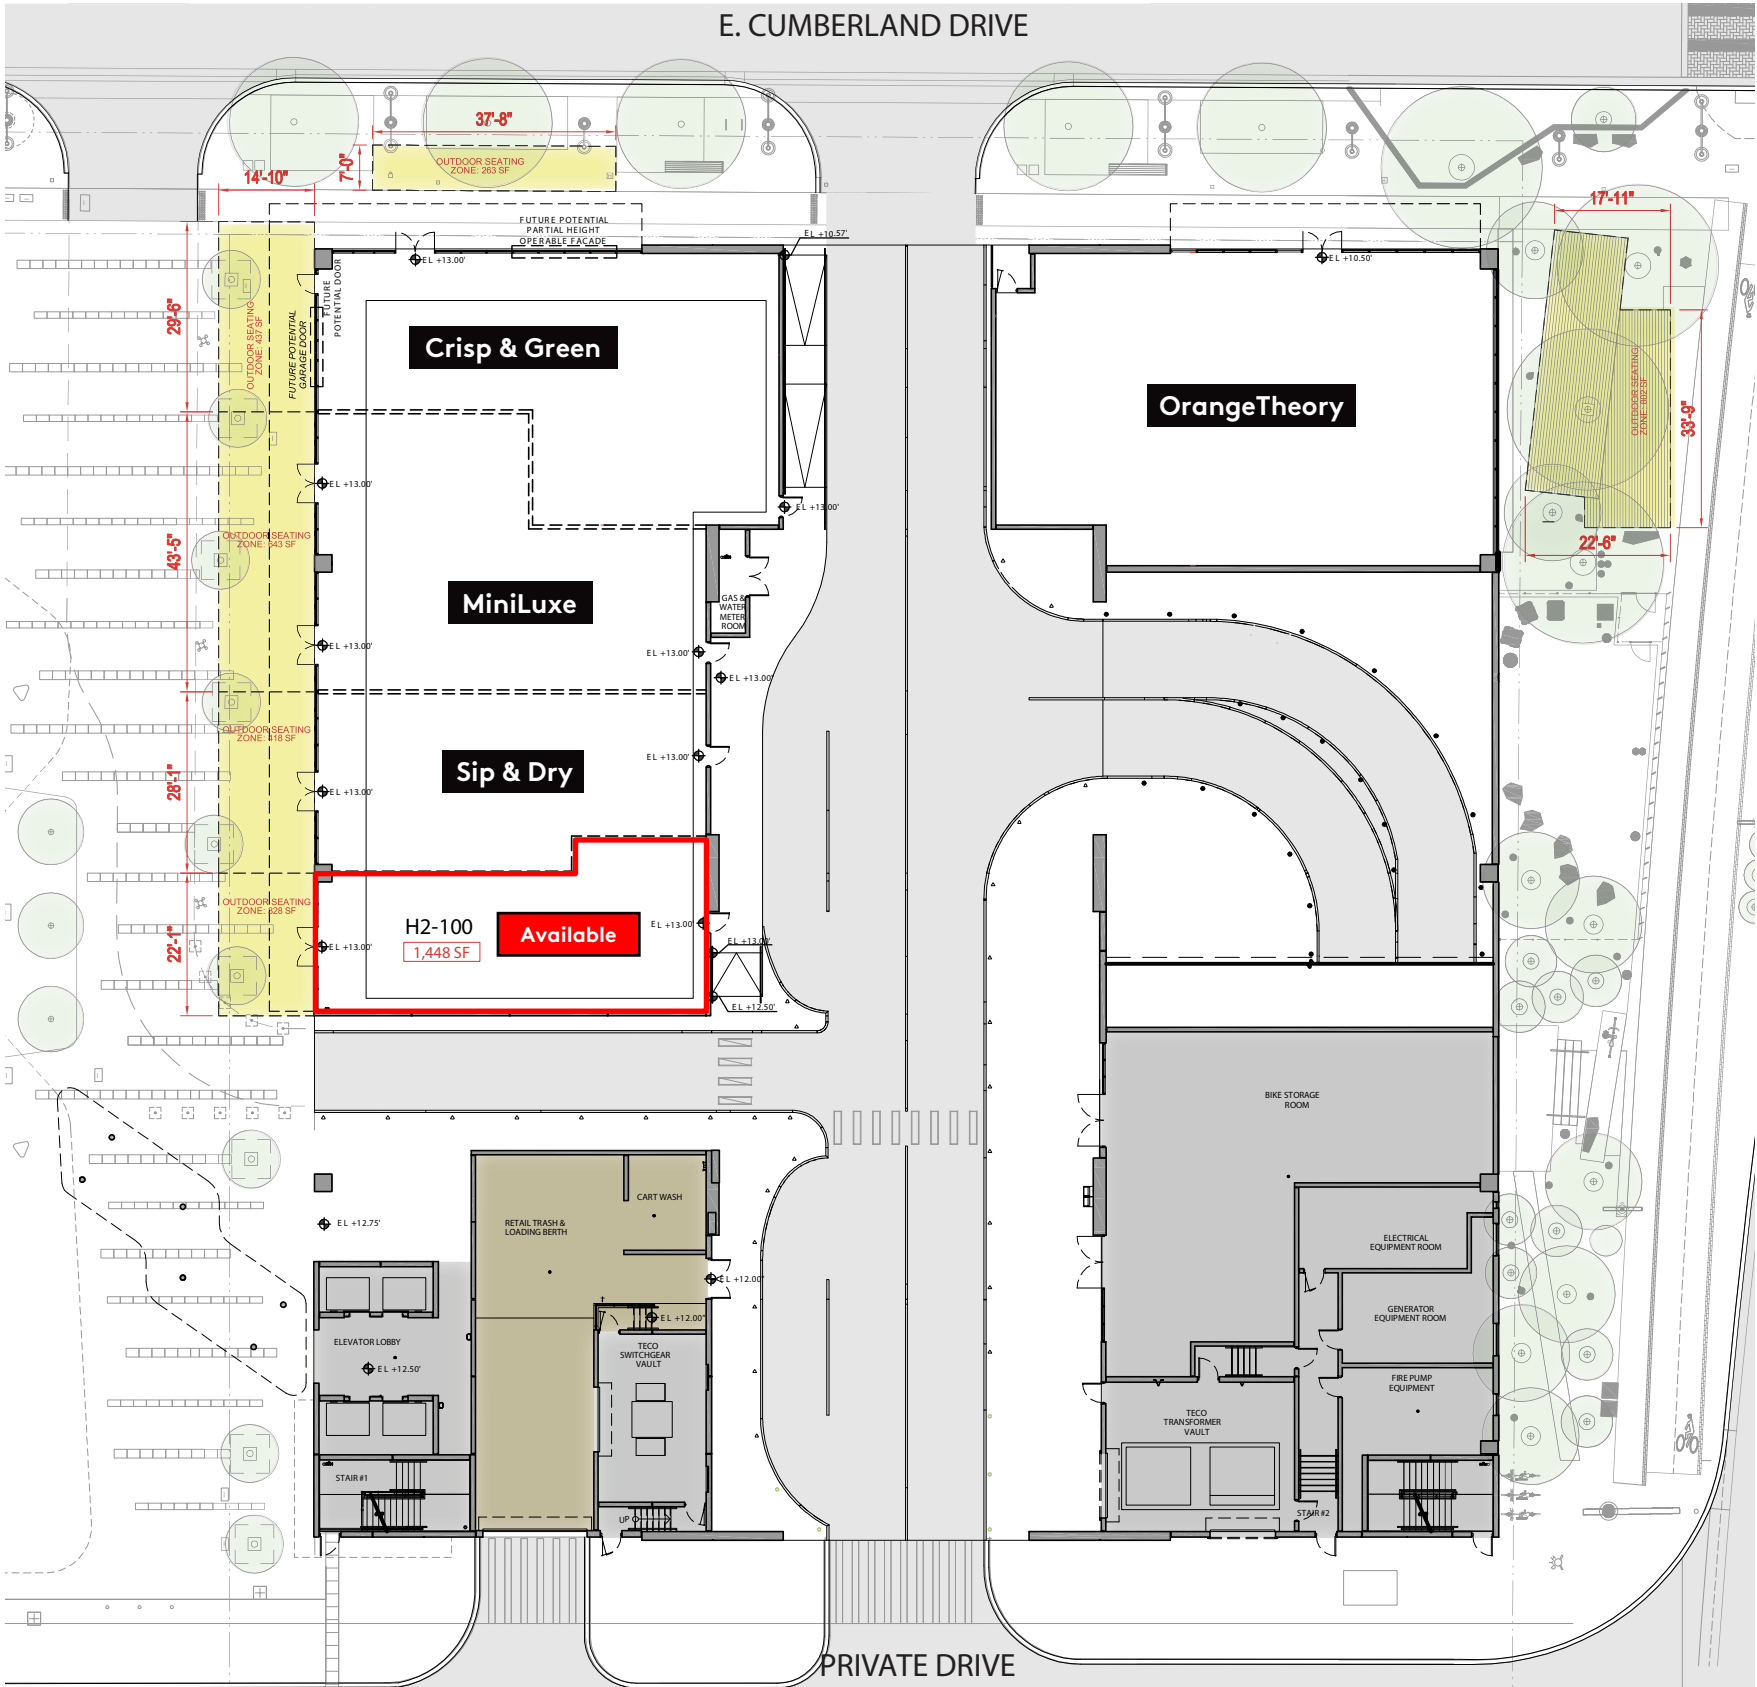 E. CUMBERLAND DRIVE
37'-8"
7'-0"
OUTDOOR SEATING
ZONE: 263 SF
14'-10"
17'-11"
FUTURE POTENTIAL
PARTIAL HEIGHT
OPERABLE FACADE
EL +10.57'
EL +13.00'
EL +10.50'
FUTURE
POTENTIAL DOOR
FUTURE POTENTIAL
GARAGE DOOR
OUTDOOR SEATING
ZONE: 437 SF
29'-6"
Crisp & Green
OrangeTheory
OUTDOOR SEATING
ZONE: 802 SF
33'-9"
22'-6"
EL +13.00'
EL +13.00'
OUTDOOR SEATING
ZONE: 643 SF
43'-5"
MiniLuxe
GAS &
WATER
METER
ROOM
EL +13.00'
EL +13.00'
EL +13.00'
OUTDOOR SEATING
ZONE: 418 SF
28'-1"
Sip & Dry
EL +13.00'
EL +13.00'
OUTDOOR SEATING
ZONE: 328 SF
22'-1"
H2-100
1,448 SF
Available
EL +13.00'
EL +13.00'
EL +13.00'
EL +12.50'
BIKE STORAGE
ROOM
CART WASH
RETAIL TRASH &
LOADING BERTH
EL +12.75'
ELECTRICAL
EQUIPMENT ROOM
EL +12.00'
GENERATOR
EQUIPMENT ROOM
EL +12.00'
ELEVATOR LOBBY
EL +12.50'
TECO
SWITCHGEAR
VAULT
FIRE PUMP
EQUIPMENT
TECO
TRANSFORMER
VAULT
STAIR #1
UP
STAIR #2
PRIVATE DRIVE